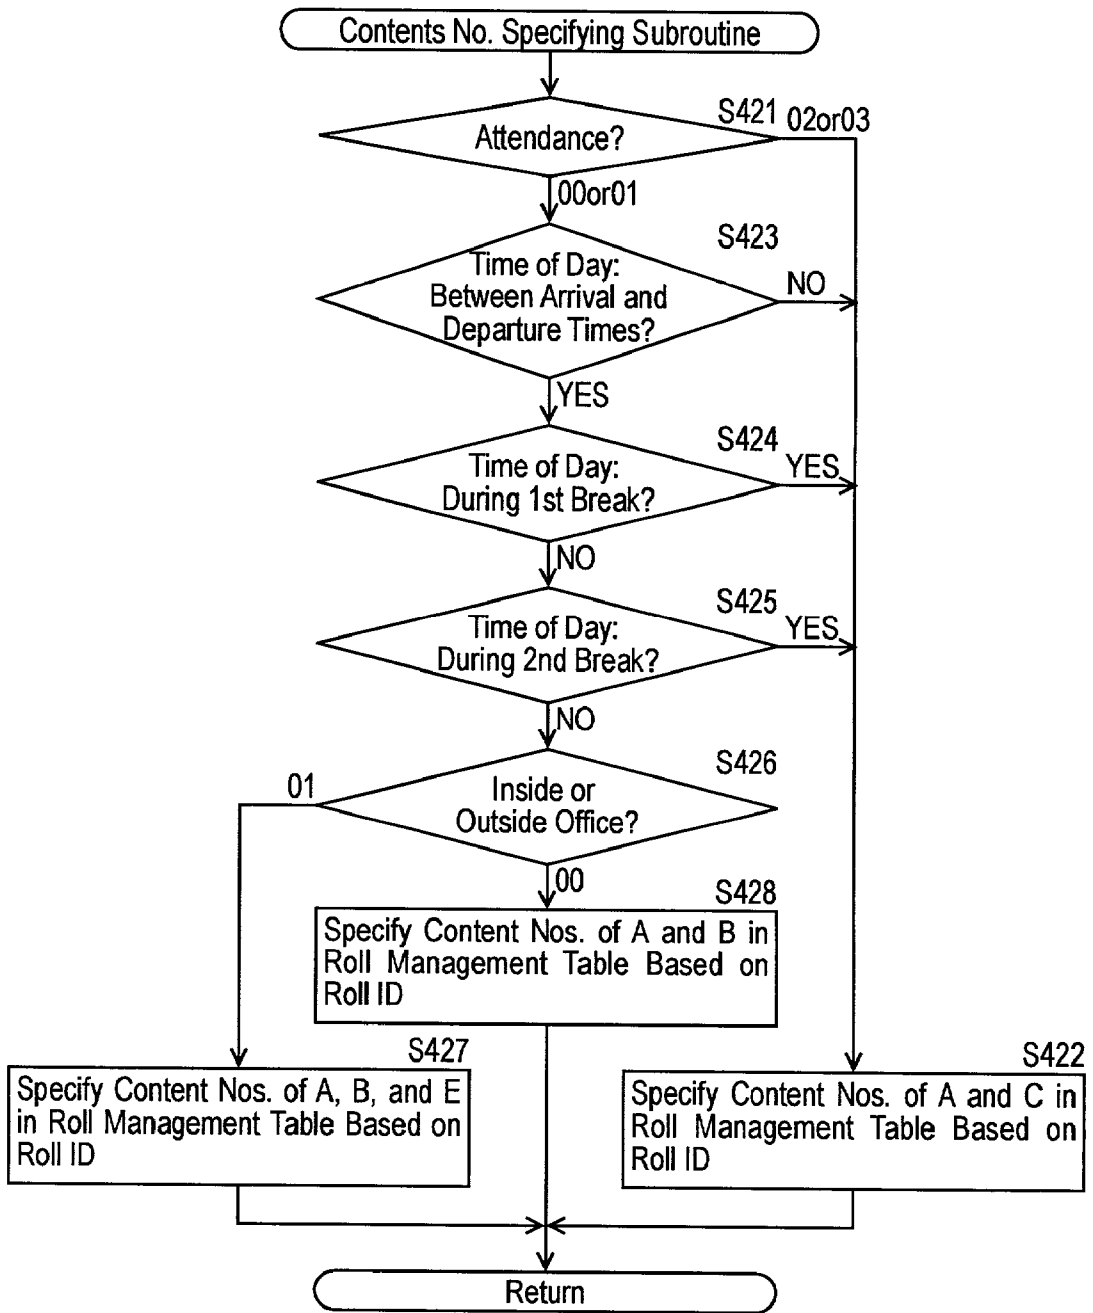 Contents No. Specifying Subroutine
S421
02or03
Attendance?
00or01
S423
Time of Day:
Between Arrival and
Departure Times?
NO
YES
S424
Time of Day:
During 1st Break?
YES
NO
S425
Time of Day:
During 2nd Break?
YES
NO
S426
Inside or
Outside Office?
01
00
S428
Specify Content Nos. of A and B in
Roll Management Table Based on
Roll ID
S427
Specify Content Nos. of A, B, and E
in Roll Management Table Based on
Roll ID
S422
Specify Content Nos. of A and C in
Roll Management Table Based on
Roll ID
Return